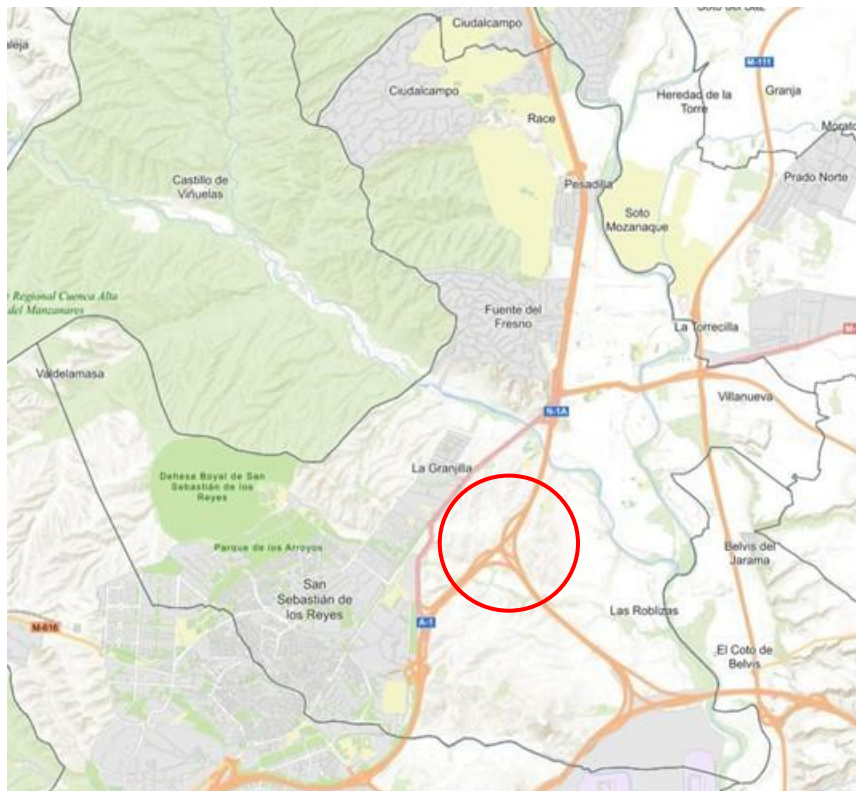 Ciudalcampo
M-111
Ciudalcampo
Heredad de la
Torre
Granja
Race
Morato
Prado Norte
Castillo de
Viñuelas
Pesadilla
Soto
Mozanaque
Regional Cuenca Alta
del Manzanares
Fuente del
Fresno
La Torrecilla
M-
Valdelamasa
Villanueva
N-1A
La Granjilla
Dehesa Boyal de San
Sebastián de los
Reyes
Parque de los Arroyos
Belvis del
Jarama
San
Sebastián de
los Reyes
Las Roblizas
A-1
M-616
El Coto de
Belvis